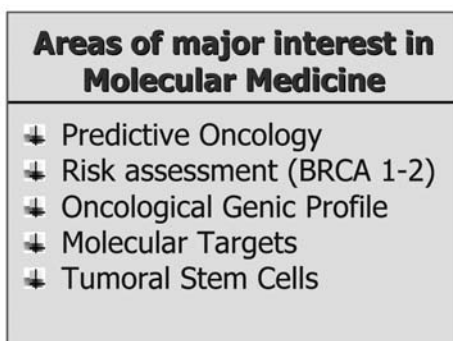 Areas of major interest in
Molecular Medicine
Predictive Oncology
Risk assessment (BRCA 1-2)
Oncological Genic Profile
Molecular Targets
Tumoral Stem Cells